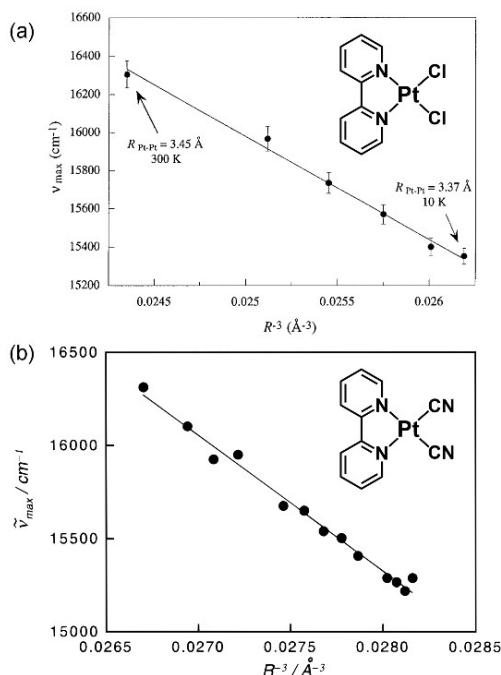 (a)
16600
16400
16200
16000
15800
15600
15400
15200
ν max (cm-1)
R Pt-Pt = 3.45 Å
300 K
R Pt-Pt = 3.37 Å
10 K
N
N
Pt
Cl
Cl
0.0245
0.025
0.0255
0.026
R-3 (Å-3)
(b)
16500
16000
15500
15000
ν̃max / cm-1
N
N
Pt
CN
CN
0.0265
0.0270
0.0275
0.0280
0.0285
R-3 / Å-3